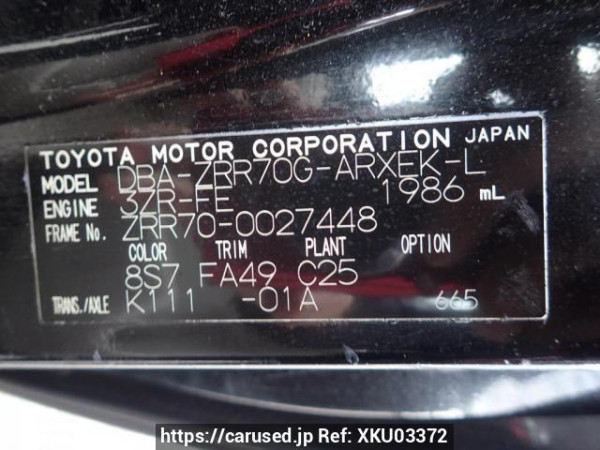 TOYOTA MOTOR CORPORATION JAPAN
MODEL DBA-ZRR70G-ARXEK-L
ENGINE 3ZR-FE 1986 mL
FRAME No. ZRR70-0027448
COLOR TRIM PLANT OPTION
8S7 FA49 C25
TRANS./AXLE K111 -01A 665
https://carused.jp Ref: XKU03372